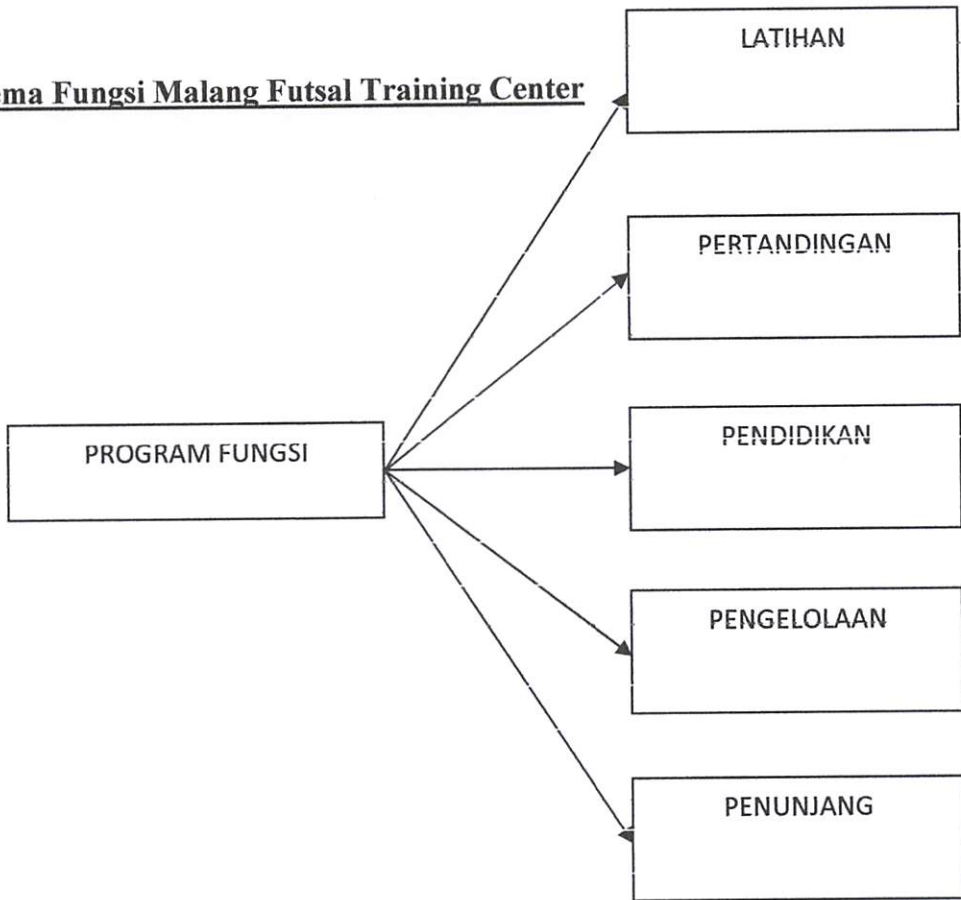 ema Fungsi Malang Futsal Training Center
LATIHAN
PERTANDINGAN
PROGRAM FUNGSI
PENDIDIKAN
PENGELOLAAN
PENUNJANG